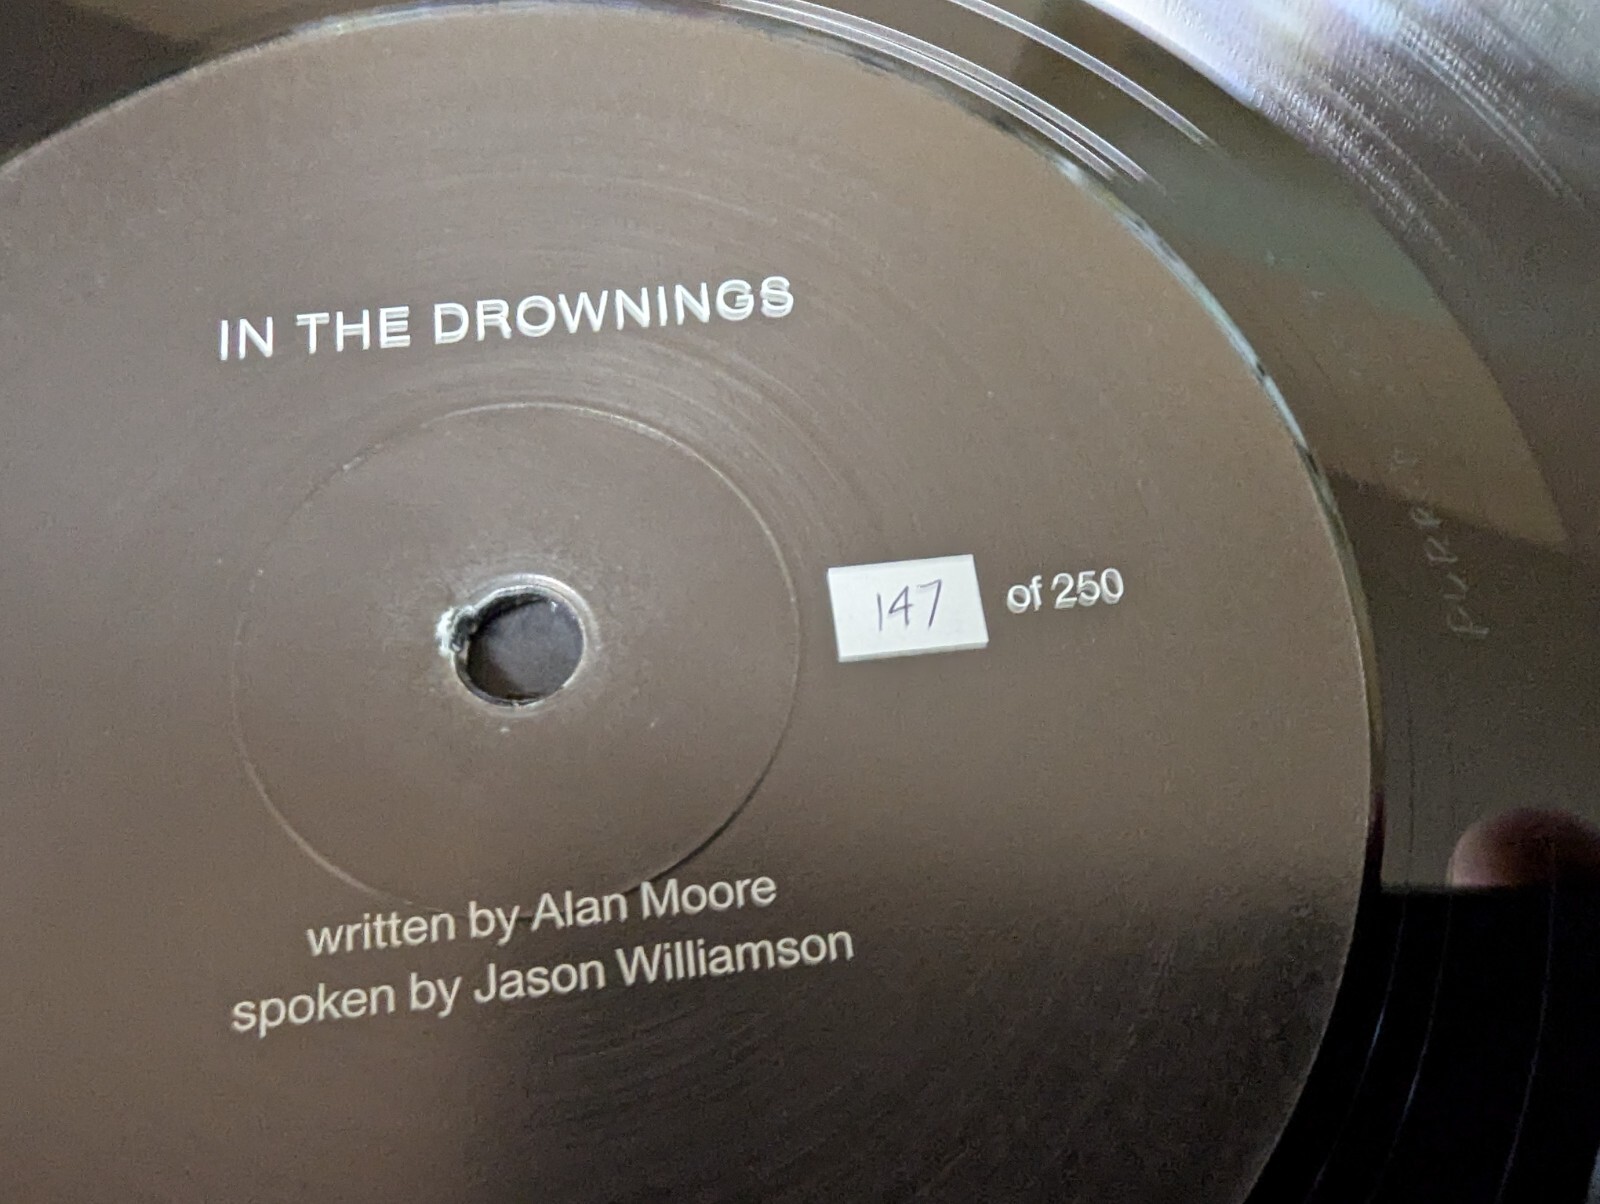 IN THE DROWNINGS
147 of 250
written by Alan Moore
spoken by Jason Williamson